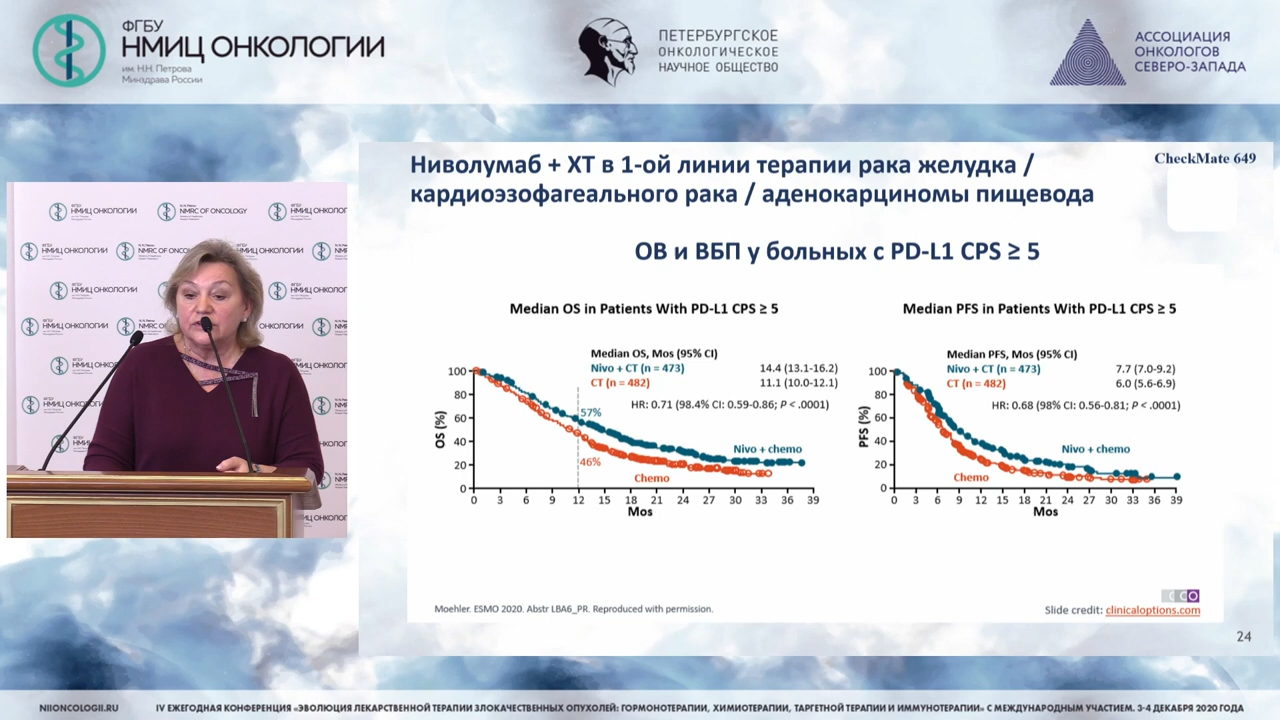 ФГБУ
НМИЦ ОНКОЛОГИИ
им. Н.Н. Петрова
Минздрава России
ПЕТЕРБУРГСКОЕ
ОНКОЛОГИЧЕСКОЕ
НАУЧНОЕ ОБЩЕСТВО
АССОЦИАЦИЯ
ОНКОЛОГОВ
СЕВЕРО-ЗАПАДА
НМИЦ ОНКОЛОГИИ
NMRC OF ONCOLOGY
Ниволумаб + ХТ в 1-ой линии терапии рака желудка /
кардиоэзофагеального рака / аденокарциномы пищевода
CheckMate 649
ОВ и ВБП у больных с PD-L1 CPS ≥ 5
Median OS in Patients With PD-L1 CPS ≥ 5
Median OS, Mos (95% CI)
Nivo + CT (n = 473) 14.4 (13.1-16.2)
CT (n = 482) 11.1 (10.0-12.1)
HR: 0.71 (98.4% CI: 0.59-0.86; P < .0001)
OS (%)
100
80
60
40
20
0
57%
46%
Nivo + chemo
Chemo
0 3 6 9 12 15 18 21 24 27 30 33 36 39
Mos
Median PFS in Patients With PD-L1 CPS ≥ 5
Median PFS, Mos (95% CI)
Nivo + CT (n = 473) 7.7 (7.0-9.2)
CT (n = 482) 6.0 (5.6-6.9)
HR: 0.68 (98% CI: 0.56-0.81; P < .0001)
PFS (%)
100
80
60
40
20
0
Nivo + chemo
Chemo
0 3 6 9 12 15 18 21 24 27 30 33 36 39
Mos
Moehler. ESMO 2020. Abstr LBA6_PR. Reproduced with permission.
CCO
Slide credit: clinicaloptions.com
24
NIIONCOLOGII.RU
IV ЕЖЕГОДНАЯ КОНФЕРЕНЦИЯ «ЭВОЛЮЦИЯ ЛЕКАРСТВЕННОЙ ТЕРАПИИ ЗЛОКАЧЕСТВЕННЫХ ОПУХОЛЕЙ: ГОРМОНОТЕРАПИИ, ХИМИОТЕРАПИИ, ТАРГЕТНОЙ ТЕРАПИИ И ИММУНОТЕРАПИИ» С МЕЖДУНАРОДНЫМ УЧАСТИЕМ. 3-4 ДЕКАБРЯ 2020 ГОДА